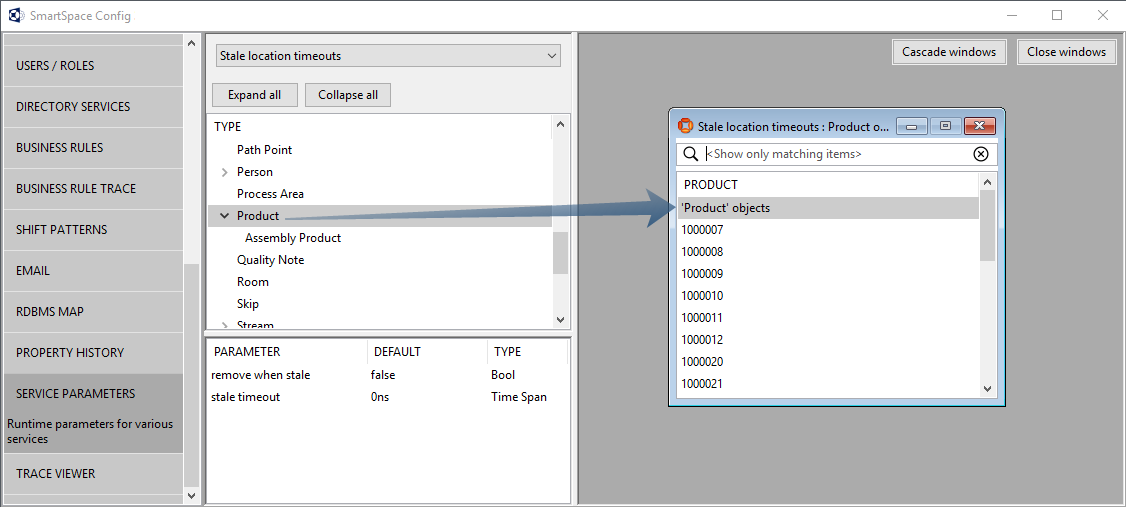 SmartSpace Config
USERS / ROLES
DIRECTORY SERVICES
BUSINESS RULES
BUSINESS RULE TRACE
SHIFT PATTERNS
EMAIL
RDBMS MAP
PROPERTY HISTORY
SERVICE PARAMETERS
Runtime parameters for various
services
TRACE VIEWER
Stale location timeouts
Expand all Collapse all
TYPE
Path Point
Person
Process Area
Product
Assembly Product
Quality Note
Room
Skip
Stream
PARAMETER DEFAULT TYPE
remove when stale false Bool
stale timeout 0ns Time Span
Cascade windows Close windows
Stale location timeouts : Product o...
<Show only matching items>
PRODUCT
'Product' objects
1000007
1000008
1000009
1000010
1000011
1000012
1000020
1000021